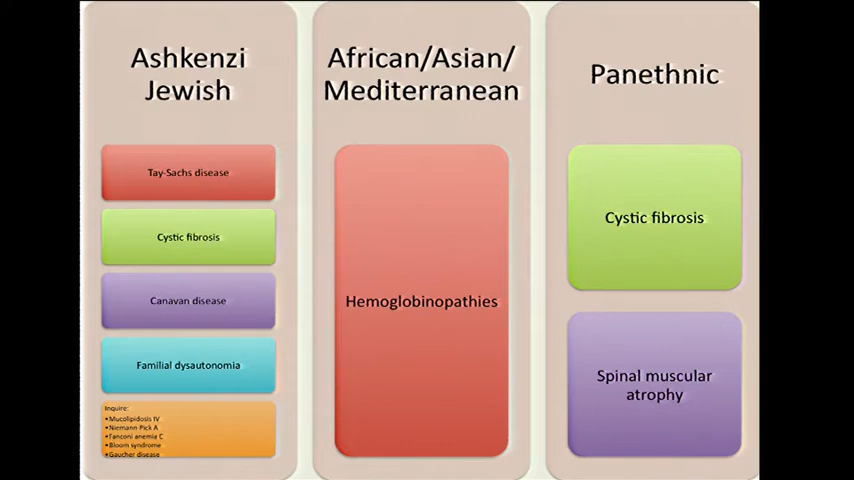 Ashkenzi
Jewish
Tay-Sachs disease
Cystic fibrosis
Canavan disease
Familial dysautonomia
Inquire:
•Mucolipidosis IV
•Niemann Pick A
•Fanconi anemia C
•Bloom syndrome
•Gaucher disease
African/Asian/
Mediterranean
Hemoglobinopathies
Panethnic
Cystic fibrosis
Spinal muscular
atrophy